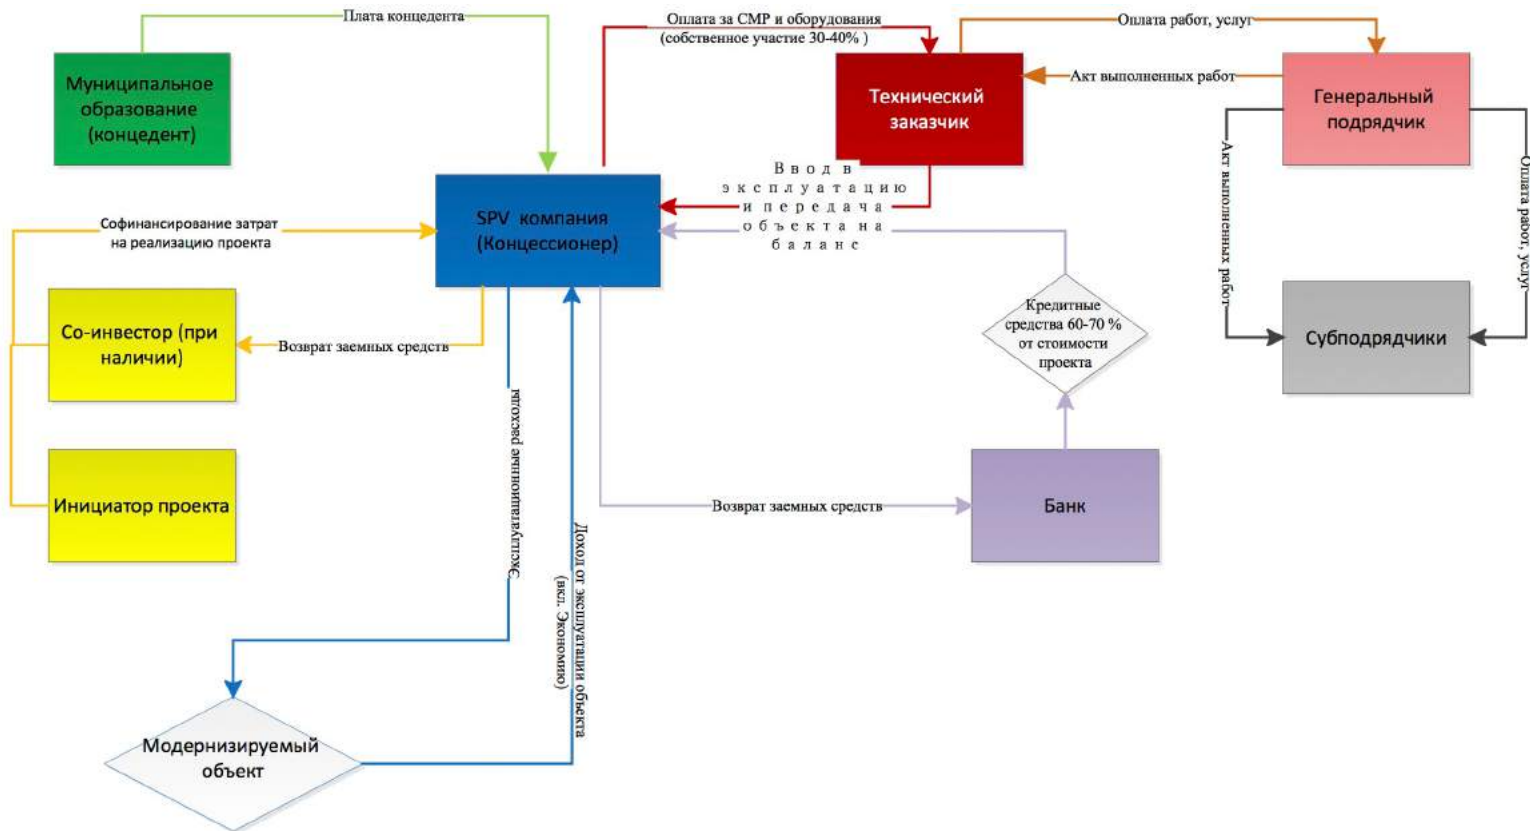 Плата концедента
Оплата за СМР и оборудования
(собственное участие 30-40% )
Оплата работ, услуг
Муниципальное
образование
(концедент)
Технический
заказчик
Акт выполненных работ
Генеральный
подрядчик
Ввод в
эксплуатацию
и передача
объекта на
баланс
Акт выполненных работ
Оплата работ, услуг
SPV компания
(Концессионер)
Софинансирование затрат
на реализацию проекта
Со-инвестор (при
наличии)
Возврат заемных средств
Кредитные
средства 60-70 %
от стоимости
проекта
Субподрядчики
Эксплуатационные расходы
Инициатор проекта
Возврат заемных средств
Банк
Доход от эксплуатации объекта
(вкл. Экономию)
Модернизируемый
объект